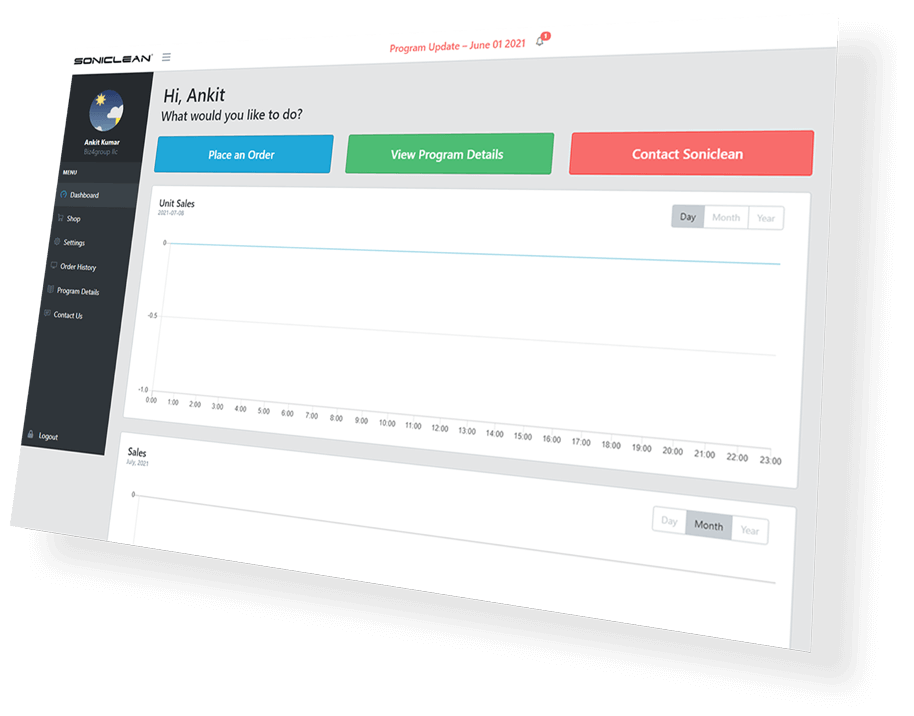 SONICLEAN
Program Update – June 01 2021
1
Ankit Kumar
Biz4group llc
MENU
Dashboard
Shop
Settings
Order History
Program Details
Contact Us
Logout
Hi, Ankit
What would you like to do?
Place an Order
View Program Details
Contact Soniclean
Unit Sales
2021-07-08
Day Month Year
0
-0.5
-1.0
0:00 1:00 2:00 3:00 4:00 5:00 6:00 7:00 8:00 9:00 10:00 11:00 12:00 13:00 14:00 15:00 16:00 17:00 18:00 19:00 20:00 21:00 22:00 23:00
Sales
July, 2021
Day Month Year
0